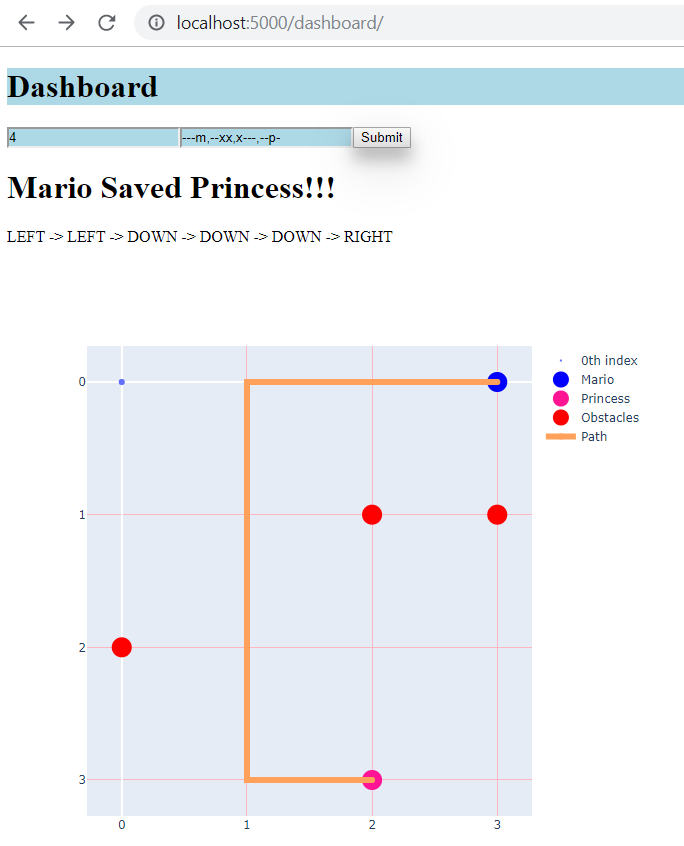 localhost:5000/dashboard/
Dashboard
4 ---m,--xx,x---,--p- Submit
Mario Saved Princess!!!
LEFT -> LEFT -> DOWN -> DOWN -> DOWN -> RIGHT
0th index
Mario
Princess
Obstacles
Path
0
1
2
3
0 1 2 3